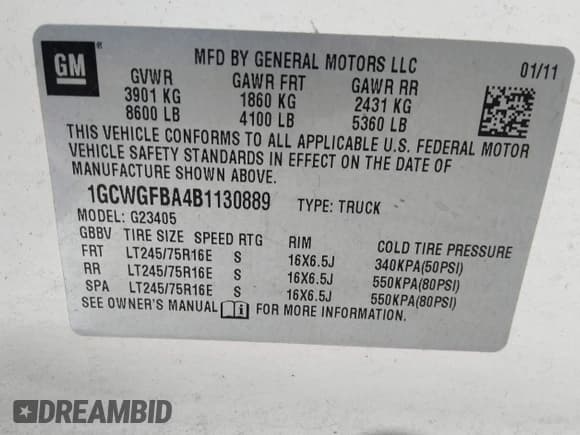 GM
MFD BY GENERAL MOTORS LLC
01/11
GVWR GAWR FRT GAWR RR
3901 KG 1860 KG 2431 KG
8600 LB 4100 LB 5360 LB
THIS VEHICLE CONFORMS TO ALL APPLICABLE U.S. FEDERAL MOTOR
VEHICLE SAFETY STANDARDS IN EFFECT ON THE DATE OF
MANUFACTURE SHOWN ABOVE.
1GCWGFBA4B1130889 TYPE: TRUCK
MODEL: G23405
GBBV TIRE SIZE SPEED RTG RIM COLD TIRE PRESSURE
FRT LT245/75R16E S 16X6.5J 340KPA(50PSI)
RR LT245/75R16E S 16X6.5J 550KPA(80PSI)
SPA LT245/75R16E S 16X6.5J 550KPA(80PSI)
SEE OWNER'S MANUAL FOR MORE INFORMATION.
DREAMBID